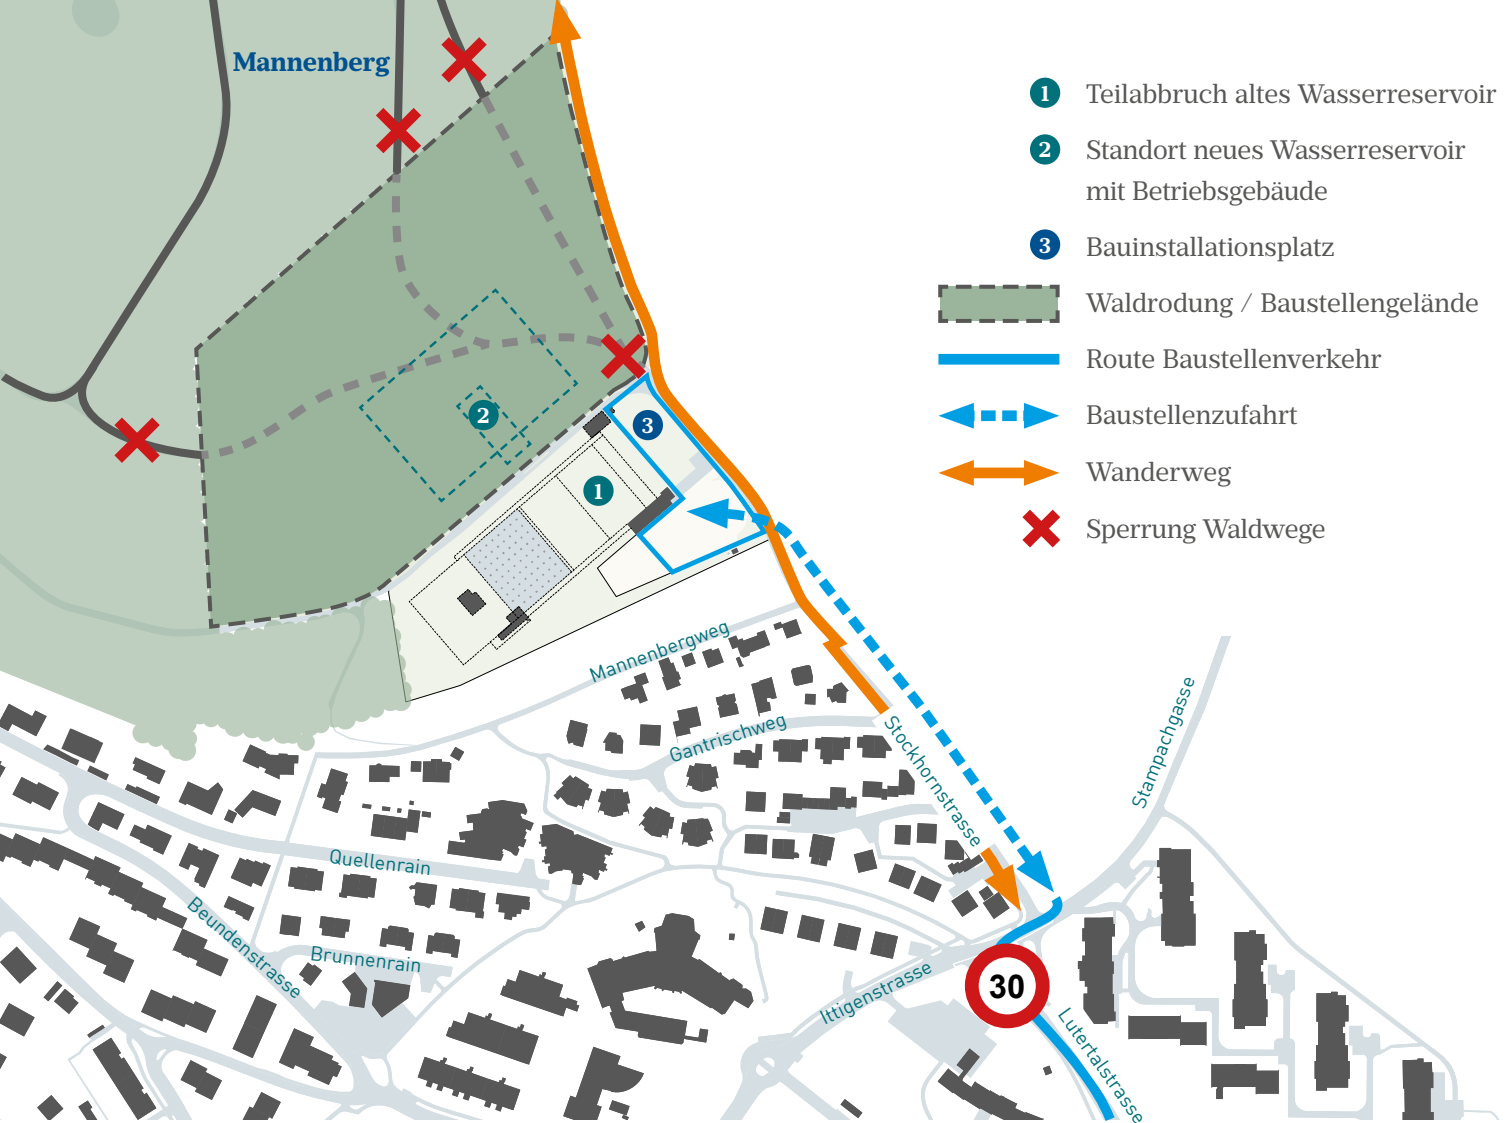 Mannenberg
1
Teilabbruch altes Wasserreservoir
2
Standort neues Wasserreservoir
mit Betriebsgebäude
3
Bauinstallationsplatz
Waldrodung / Baustellengelände
Route Baustellenverkehr
Baustellenzufahrt
Wanderweg
Sperrung Waldwege
2
3
1
Mannenbergweg
Gantrischweg
Stockhornstrasse
Stampachgasse
Quellenrain
Beundenstrasse
Brunnenrain
Ittigenstrasse
30
Lutertalstrasse